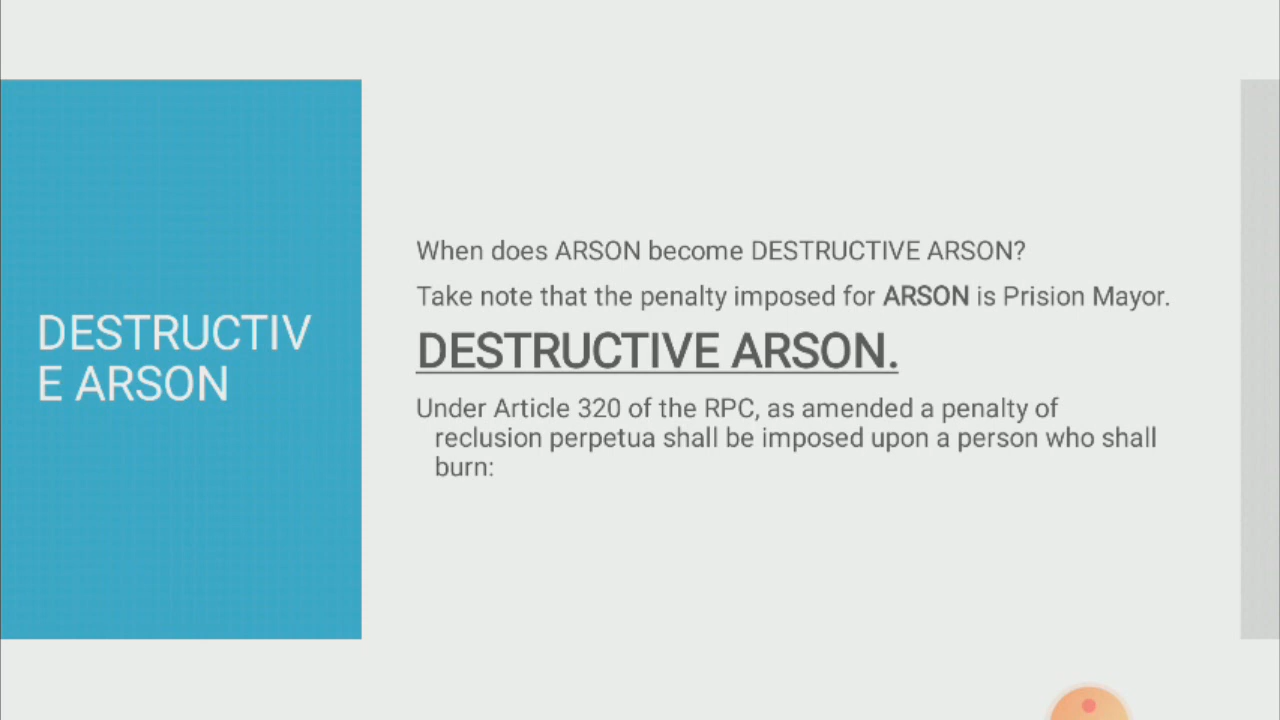 DESTRUCTIV
E ARSON
When does ARSON become DESTRUCTIVE ARSON?
Take note that the penalty imposed for ARSON is Prision Mayor.
DESTRUCTIVE ARSON.
Under Article 320 of the RPC, as amended a penalty of
reclusion perpetua shall be imposed upon a person who shall
burn: